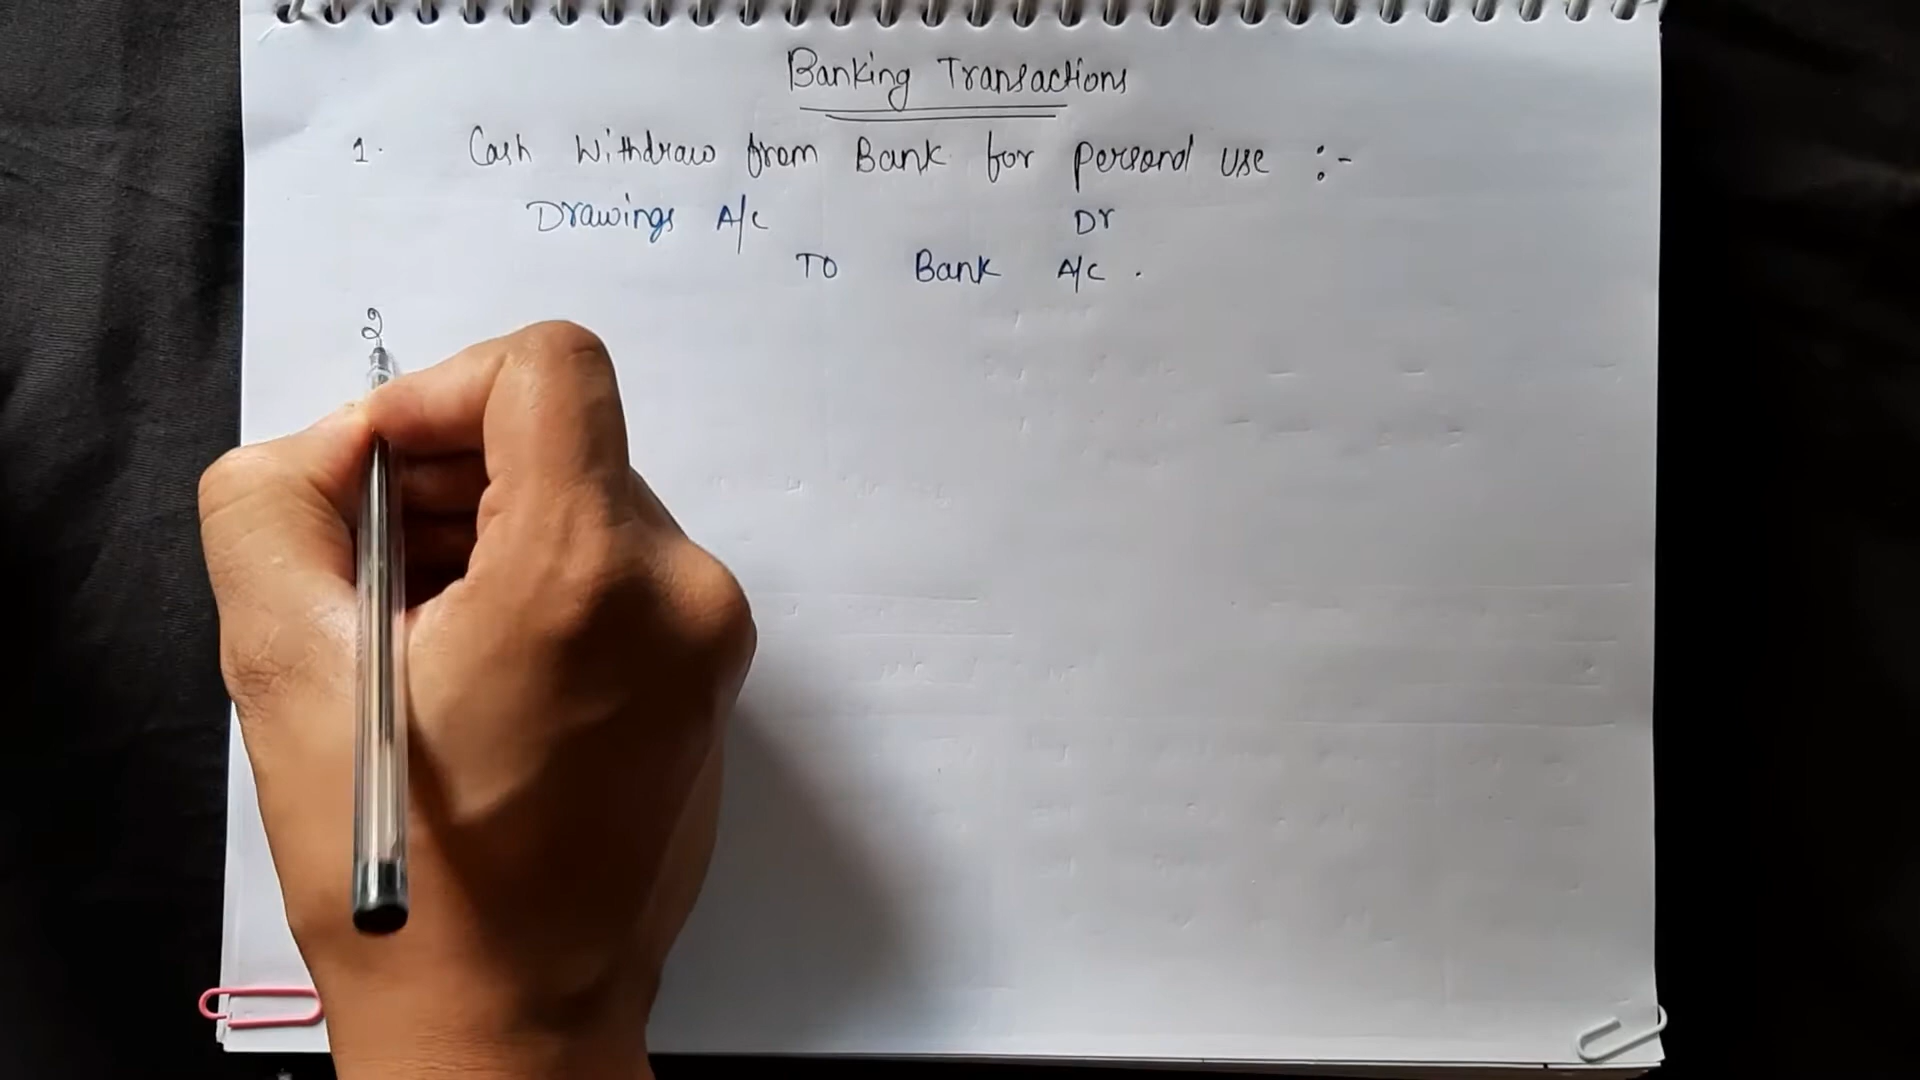 Banking Transactions
1. Cash Withdraw from Bank for personal use :-
Drawings A/c Dr
TO Bank A/c .
2